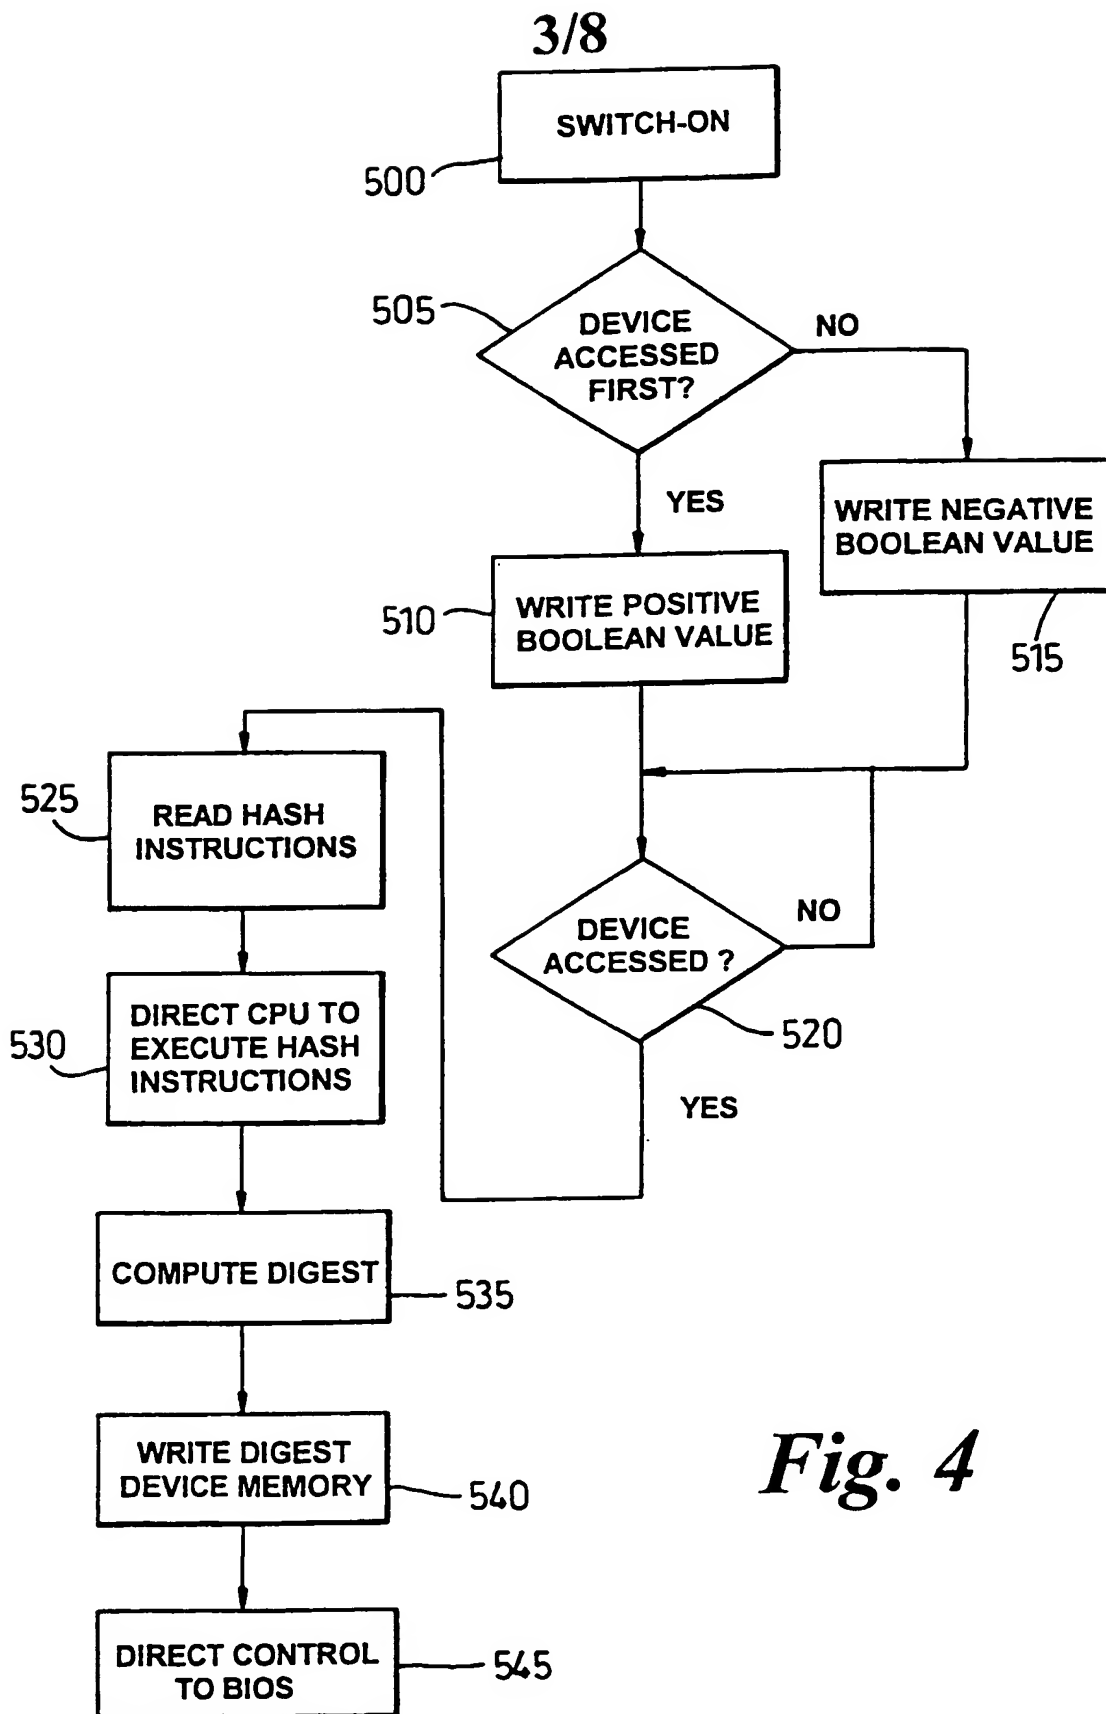 3/8
SWITCH-ON
500
505
DEVICE
ACCESSED
FIRST?
NO
YES
WRITE NEGATIVE
BOOLEAN VALUE
515
510
WRITE POSITIVE
BOOLEAN VALUE
DEVICE
ACCESSED ?
NO
520
YES
525
READ HASH
INSTRUCTIONS
530
DIRECT CPU TO
EXECUTE HASH
INSTRUCTIONS
COMPUTE DIGEST
535
WRITE DIGEST
DEVICE MEMORY
540
DIRECT CONTROL
TO BIOS
545
Fig. 4